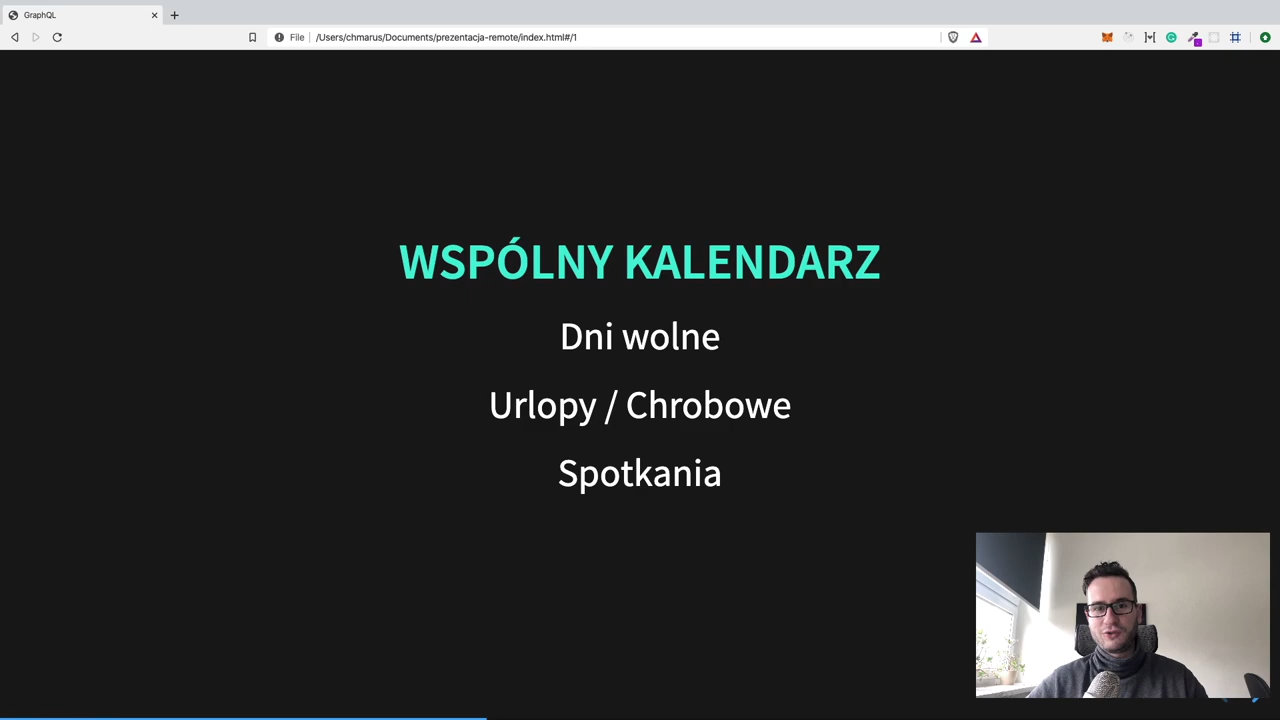 GraphQL
File
/Users/chmarus/Documents/prezentacja-remote/index.html#/1
WSPÓLNY KALENDARZ
Dni wolne
Urlopy / Chrobowe
Spotkania